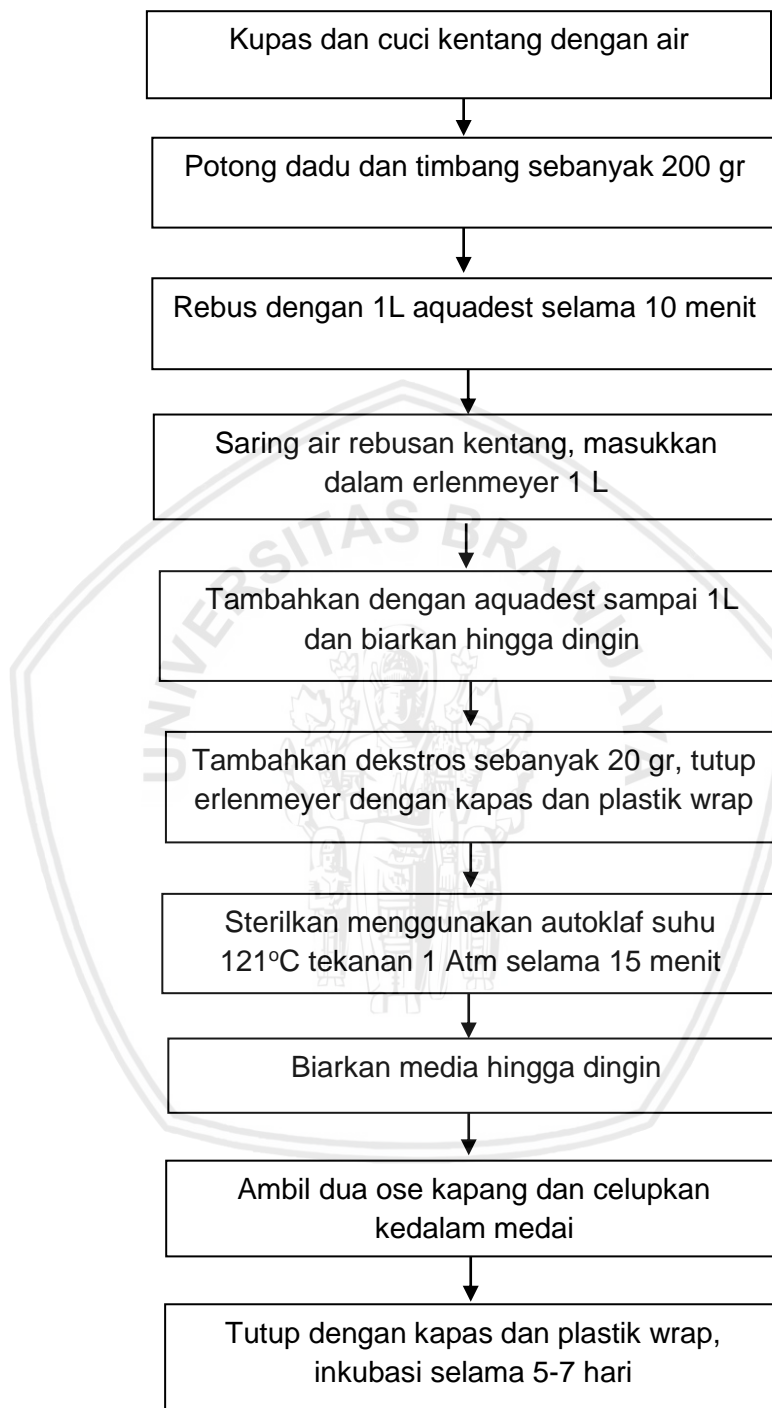 Kupas dan cuci kentang dengan air
Potong dadu dan timbang sebanyak 200 gr
Rebus dengan 1L aquadest selama 10 menit
Saring air rebusan kentang, masukkan
dalam erlenmeyer 1 L
UNIVERSITAS BRAWIJAYA
Tambahkan dengan aquadest sampai 1L
dan biarkan hingga dingin
Tambahkan dekstros sebanyak 20 gr, tutup
erlenmeyer dengan kapas dan plastik wrap
Sterilkan menggunakan autoklaf suhu
121°C tekanan 1 Atm selama 15 menit
Biarkan media hingga dingin
Ambil dua ose kapang dan celupkan
kedalam medai
Tutup dengan kapas dan plastik wrap,
inkubasi selama 5-7 hari